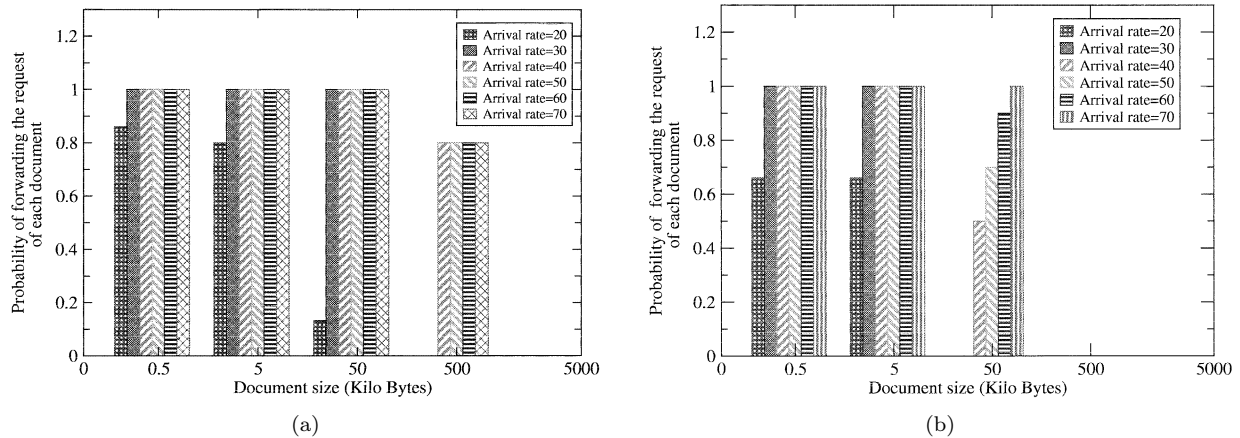 Probability of forwarding the request
of each document
1.2
1
0.8
0.6
0.4
0.2
0
Arrival rate=20
Arrival rate=30
Arrival rate=40
Arrival rate=50
Arrival rate=60
Arrival rate=70
0 0.5 5 50 500 5000
Document size (Kilo Bytes)
(a)
Probability of forwarding the request
of each document
1.2
1
0.8
0.6
0.4
0.2
0
Arrival rate=20
Arrival rate=30
Arrival rate=40
Arrival rate=50
Arrival rate=60
Arrival rate=70
0 0.5 5 50 500 5000
Document size (Kilo Bytes)
(b)